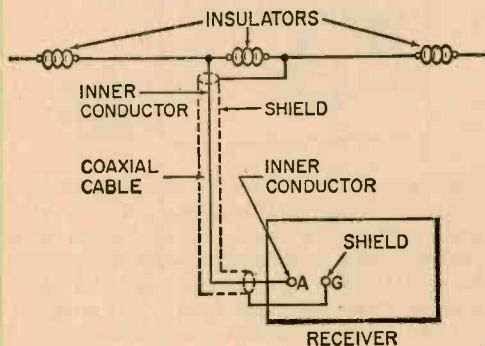 INSULATORS
INNER
CONDUCTOR
SHIELD
COAXIAL
CABLE
INNER
CONDUCTOR
SHIELD
A
G
RECEIVER